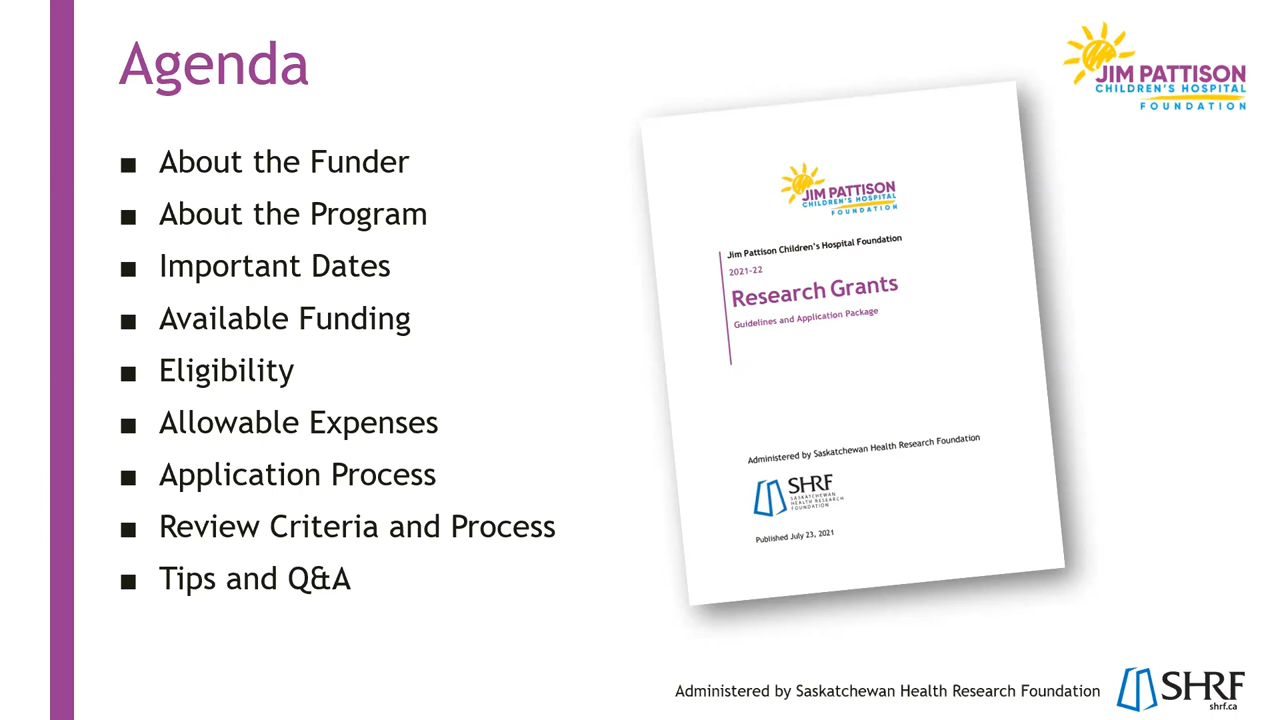 Agenda
■ About the Funder
■ About the Program
■ Important Dates
■ Available Funding
■ Eligibility
■ Allowable Expenses
■ Application Process
■ Review Criteria and Process
■ Tips and Q&A
JIM PATTISON
CHILDREN'S HOSPITAL
FOUNDATION
JIM PATTISON
CHILDREN'S HOSPITAL
FOUNDATION
Jim Pattison Children's Hospital Foundation
2021-22
Research Grants
Guidelines and Application Package
Administered by Saskatchewan Health Research Foundation
SHRF
SASKATCHEWAN
HEALTH RESEARCH
FOUNDATION
Published July 23, 2021
Administered by Saskatchewan Health Research Foundation
SHRF
shrf.ca